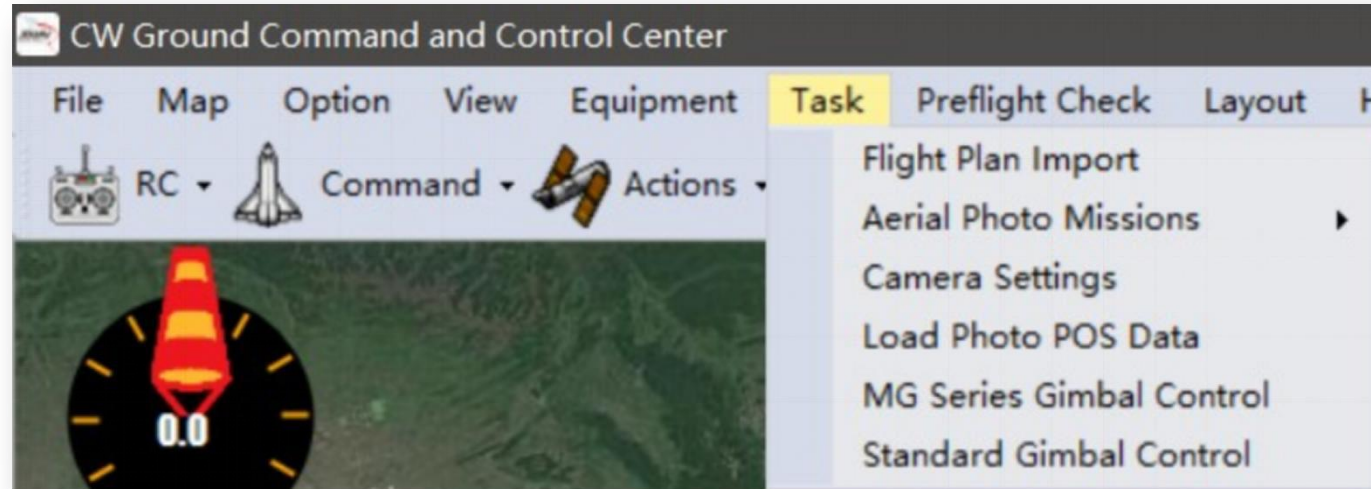 CW Ground Command and Control Center
File Map Option View Equipment Task Preflight Check Layout
RC Command Actions
Flight Plan Import
Aerial Photo Missions
Camera Settings
Load Photo POS Data
MG Series Gimbal Control
Standard Gimbal Control
0.0